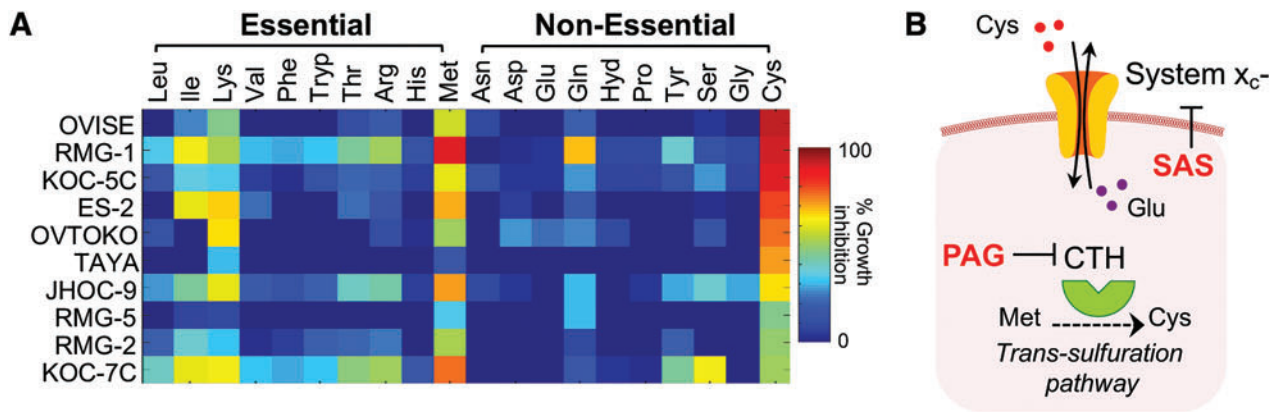 A
Essential
Non-Essential
Leu Ile Lys Val Phe Tryp Thr Arg His Met Asn Asp Glu Gln Hyd Pro Tyr Ser Gly Cys
OVISE
RMG-1
KOC-5C
ES-2
OVTOKO
TAYA
JHOC-9
RMG-5
RMG-2
KOC-7C
100
% Growth
inhibition
0
B
Cys
System xc-
SAS
Glu
PAG
CTH
Met
Cys
Trans-sulfuration
pathway